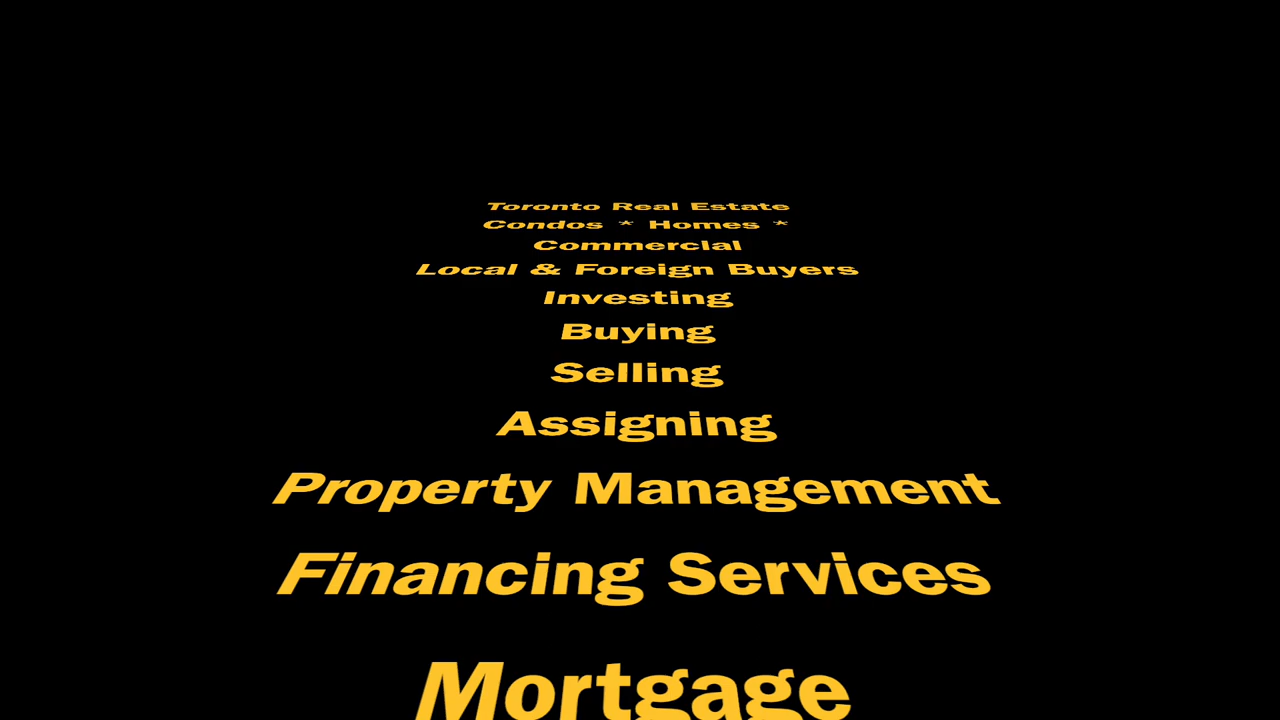 Toronto Real Estate
Condos * Homes *
Commercial
Local & Foreign Buyers
Investing
Buying
Selling
Assigning
Property Management
Financing Services
Mortgage